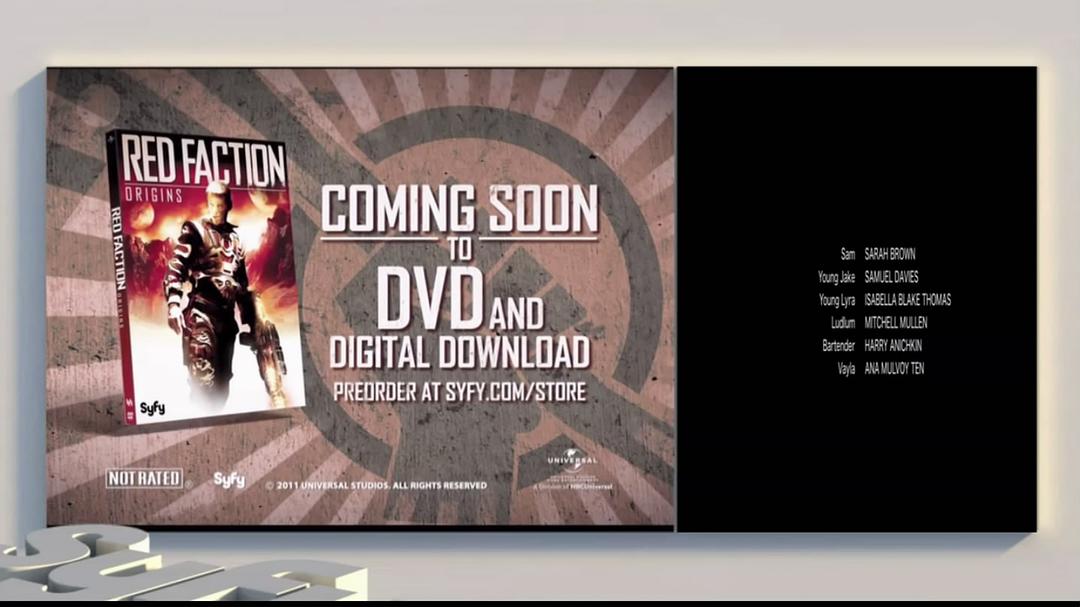 RED FACTION
ORIGINS
RED FACTION
ORIGINS
Syfy
COMING SOON
TO
DVD AND
DIGITAL DOWNLOAD
PREORDER AT SYFY.COM/STORE
NOT RATED
Syfy
© 2011 UNIVERSAL STUDIOS. ALL RIGHTS RESERVED
UNIVERSAL
A Division of NBCUniversal
Sam SARAH BROWN
Young Jake SAMUEL DAVIES
Young Lyra ISABELLA BLAKE THOMAS
Ludlum MITCHELL MULLEN
Bartender HARRY ANICHKIN
Vayla ANA MULVOY TEN